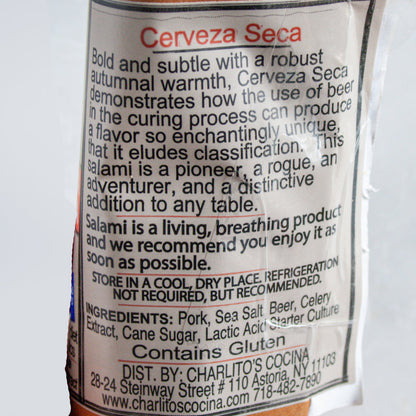 Cerveza Seca
Bold and subtle with a robust
autumnal warmth, Cerveza Seca
demonstrates how the use of beer
in the curing process can produce
a flavor so enchantingly unique,
that it eludes classification. This
salami is a pioneer, a rogue, an
adventurer, and a distinctive
addition to any table.
Salami is a living, breathing product
and we recommend you enjoy it as
soon as possible.
STORE IN A COOL, DRY PLACE. REFRIGERATION
NOT REQUIRED, BUT RECOMMENDED.
INGREDIENTS: Pork, Sea Salt, Beer, Celery
Extract, Cane Sugar, Lactic Acid Starter Culture
Contains Gluten
DIST. BY: CHARLITO'S COCINA
28-24 Steinway Street #110 Astoria, NY 11103
www.charlitoscocina.com 718-482-7890